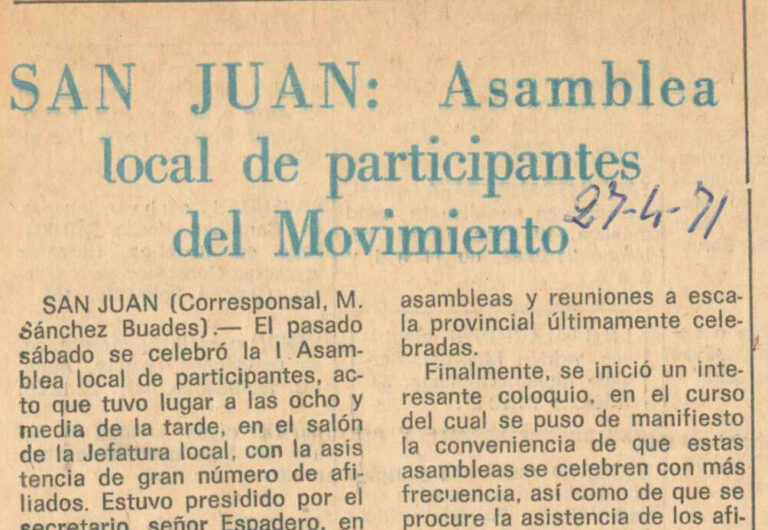 SAN JUAN: Asamblea
local de participantes
del Movimiento
27-4-71
SAN JUAN (Corresponsal, M.
Sánchez Buades).— El pasado
sábado se celebró la I Asam-
blea local de participantes, ac-
to que tuvo lugar a las ocho y
media de la tarde, en el salón
de la Jefatura local, con la asis
tencia de gran número de afi-
liados. Estuvo presidido por el
secretario, señor Espadero, en
asambleas y reuniones a esca-
la provincial últimamente cele-
bradas.
Finalmente, se inició un inte-
resante coloquio, en el curso
del cual se puso de manifiesto
la conveniencia de que estas
asambleas se celebren con más
frecuencia, así como de que se
procure la asistencia de los afi-